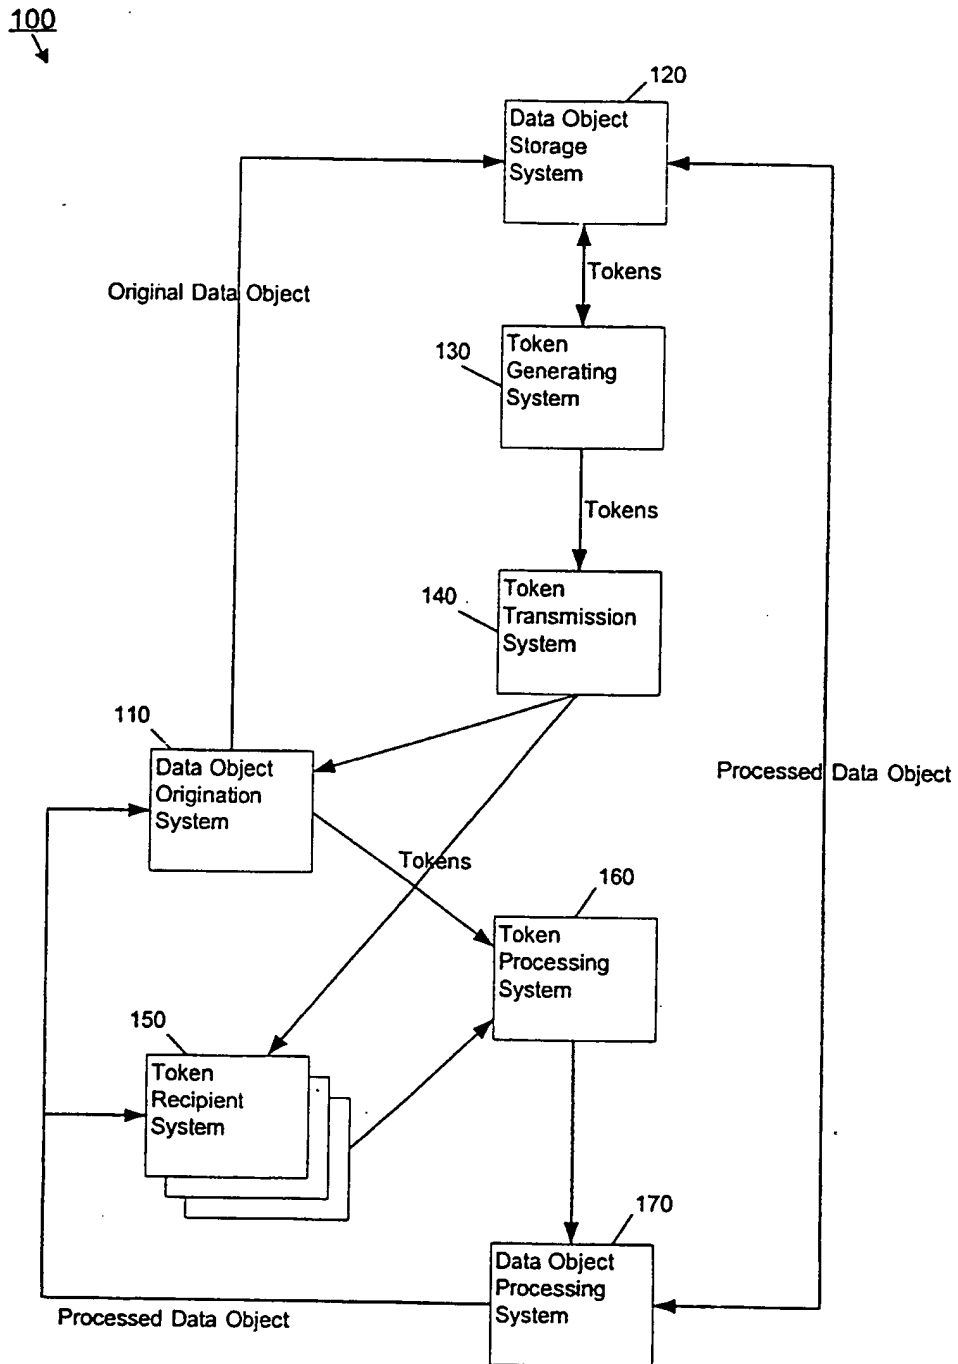 100
120
Data Object
Storage
System
Tokens
Original Data Object
130
Token
Generating
System
Tokens
140
Token
Transmission
System
110
Data Object
Origination
System
Processed Data Object
Tokens
160
Token
Processing
System
150
Token
Recipient
System
170
Data Object
Processing
System
Processed Data Object